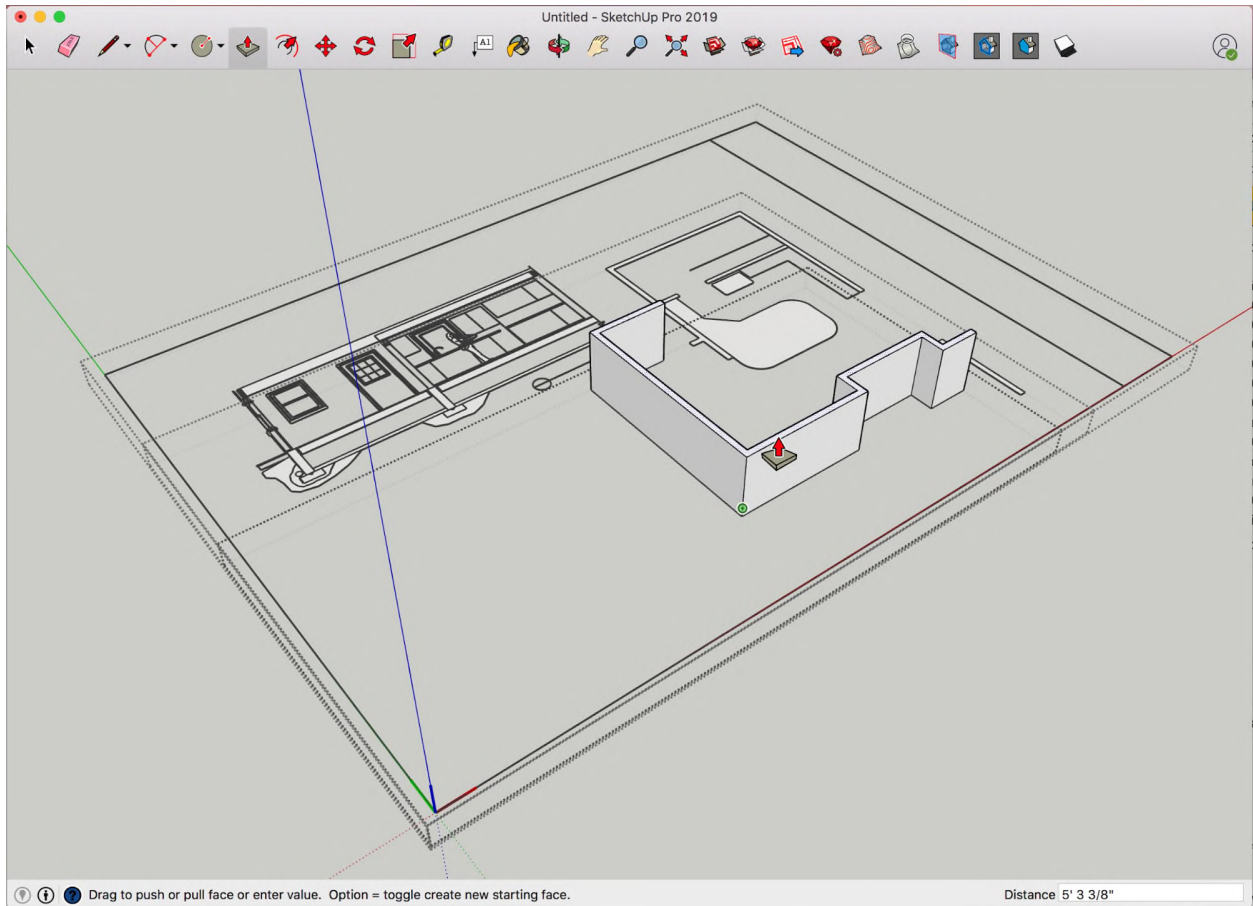 Untitled - SketchUp Pro 2019
A1
Drag to push or pull face or enter value. Option = toggle create new starting face.
Distance 5' 3 3/8"